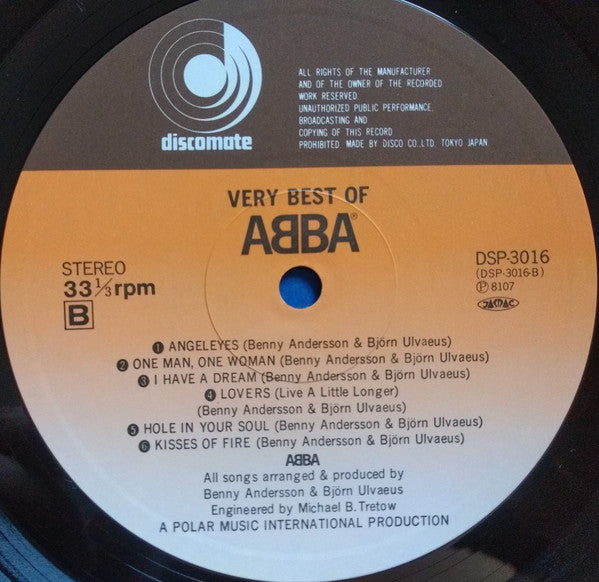 discomate
ALL RIGHTS OF THE MANUFACTURER
AND OF THE OWNER OF THE RECORDED
WORK RESERVED.
UNAUTHORIZED PUBLIC PERFORMANCE,
BROADCASTING AND
COPYING OF THIS RECORD
PROHIBITED. MADE BY DISCO CO.,LTD. TOKYO JAPAN
VERY BEST OF
ABBA®
STEREO
33 1/3 rpm
B
DSP-3016
(DSP-3016-B)
Ⓟ 8107
JASRAC
❶ ANGELEYES (Benny Andersson & Björn Ulvaeus)
❷ ONE MAN, ONE WOMAN (Benny Andersson & Björn Ulvaeus)
❸ I HAVE A DREAM (Benny Andersson & Björn Ulvaeus)
❹ LOVERS (Live A Little Longer)
(Benny Andersson & Björn Ulvaeus)
❺ HOLE IN YOUR SOUL (Benny Andersson & Björn Ulvaeus)
❻ KISSES OF FIRE (Benny Andersson & Björn Ulvaeus)
ABBA
All songs arranged & produced by
Benny Andersson & Björn Ulvaeus
Engineered by Michael B. Tretow
A POLAR MUSIC INTERNATIONAL PRODUCTION